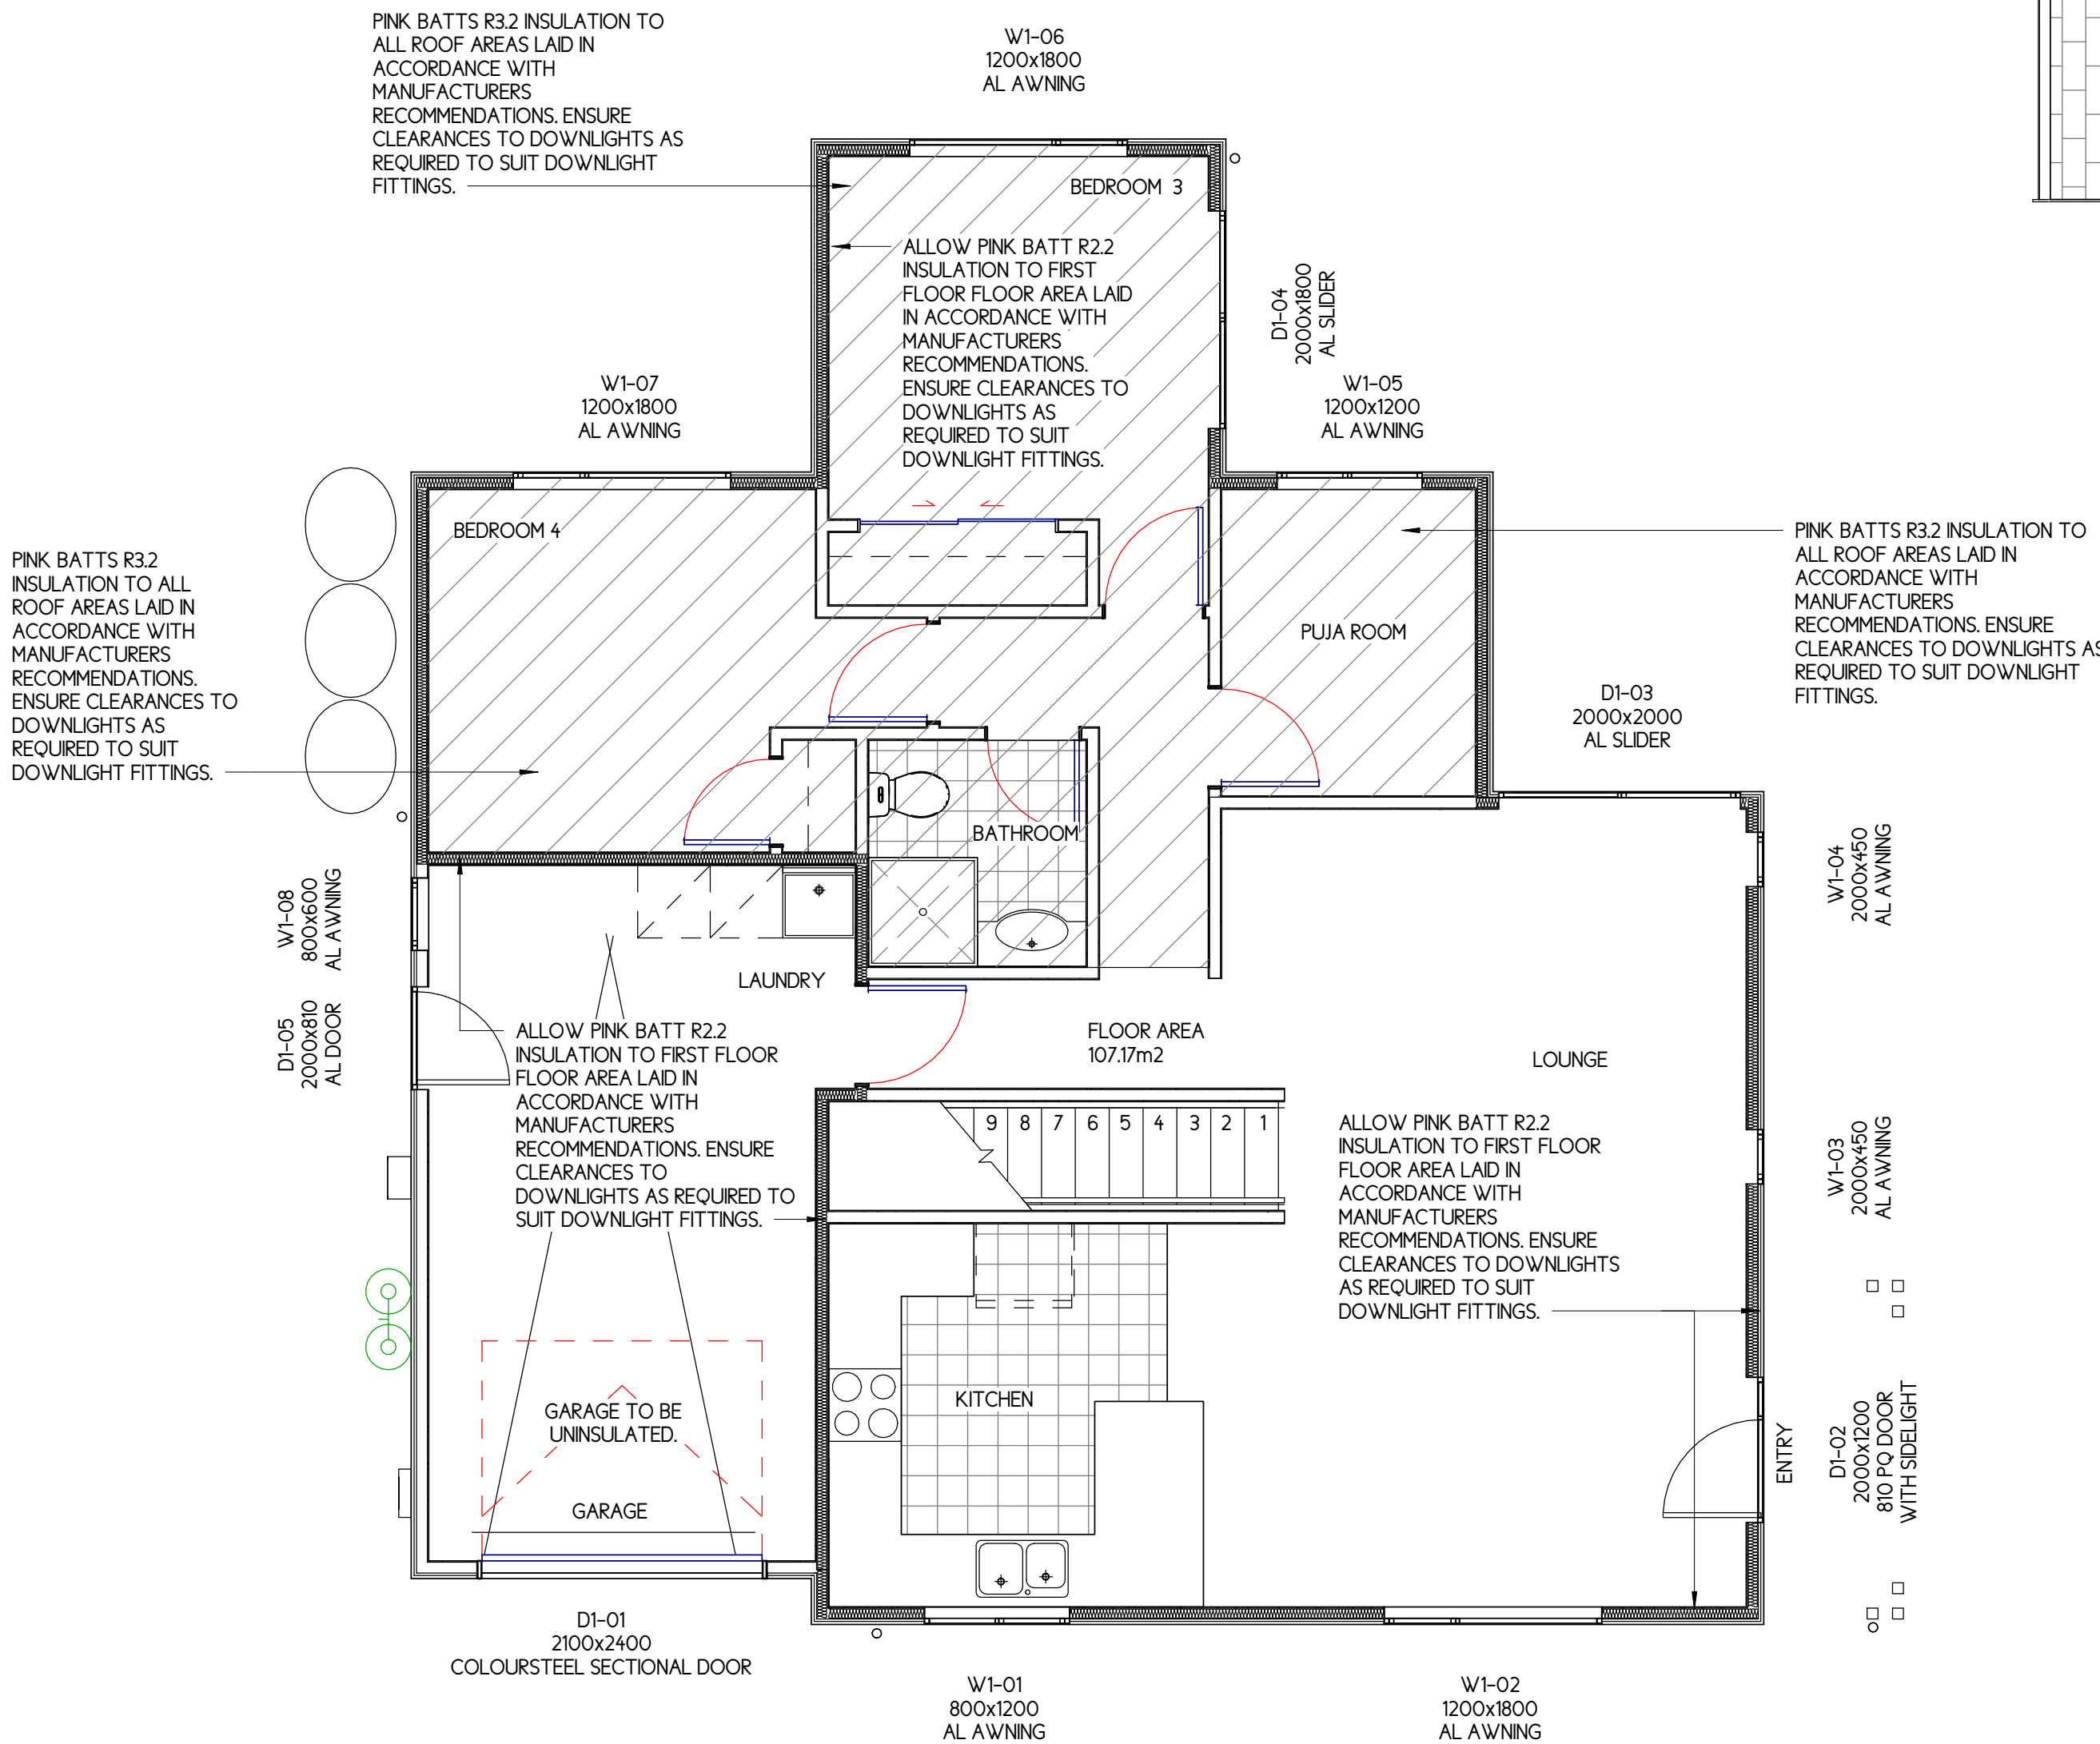 PINK BATTS R3.2 INSULATION TO
ALL ROOF AREAS LAID IN
ACCORDANCE WITH
MANUFACTURERS
RECOMMENDATIONS. ENSURE
CLEARANCES TO DOWNLIGHTS AS
REQUIRED TO SUIT DOWNLIGHT
FITTINGS.
W1-06
1200x1800
AL AWNING
BEDROOM 3
ALLOW PINK BATT R2.2
INSULATION TO FIRST
FLOOR FLOOR AREA LAID
IN ACCORDANCE WITH
MANUFACTURERS
RECOMMENDATIONS.
ENSURE CLEARANCES TO
DOWNLIGHTS AS
REQUIRED TO SUIT
DOWNLIGHT FITTINGS.
D1-04
2000x1800
AL SLIDER
W1-07
1200x1800
AL AWNING
W1-05
1200x1200
AL AWNING
BEDROOM 4
PINK BATTS R3.2
INSULATION TO ALL
ROOF AREAS LAID IN
ACCORDANCE WITH
MANUFACTURERS
RECOMMENDATIONS.
ENSURE CLEARANCES TO
DOWNLIGHTS AS
REQUIRED TO SUIT
DOWNLIGHT FITTINGS.
PUJA ROOM
PINK BATTS R3.2 INSULATION TO
ALL ROOF AREAS LAID IN
ACCORDANCE WITH
MANUFACTURERS
RECOMMENDATIONS. ENSURE
CLEARANCES TO DOWNLIGHTS AS
REQUIRED TO SUIT DOWNLIGHT
FITTINGS.
D1-03
2000x2000
AL SLIDER
BATHROOM
W1-04
2000x450
AL AWNING
W1-08
800x600
AL AWNING
LAUNDRY
D1-05
2000x810
AL DOOR
ALLOW PINK BATT R2.2
INSULATION TO FIRST FLOOR
FLOOR AREA LAID IN
ACCORDANCE WITH
MANUFACTURERS
RECOMMENDATIONS. ENSURE
CLEARANCES TO
DOWNLIGHTS AS REQUIRED TO
SUIT DOWNLIGHT FITTINGS.
FLOOR AREA
107.17m2
LOUNGE
9 8 7 6 5 4 3 2 1
ALLOW PINK BATT R2.2
INSULATION TO FIRST FLOOR
FLOOR AREA LAID IN
ACCORDANCE WITH
MANUFACTURERS
RECOMMENDATIONS. ENSURE
CLEARANCES TO DOWNLIGHTS
AS REQUIRED TO SUIT
DOWNLIGHT FITTINGS.
W1-03
2000x450
AL AWNING
KITCHEN
GARAGE TO BE
UNINSULATED.
GARAGE
ENTRY
D1-02
2000x1200
810 PQ DOOR
WITH SIDELIGHT
D1-01
2100x2400
COLOURSTEEL SECTIONAL DOOR
W1-01
800x1200
AL AWNING
W1-02
1200x1800
AL AWNING